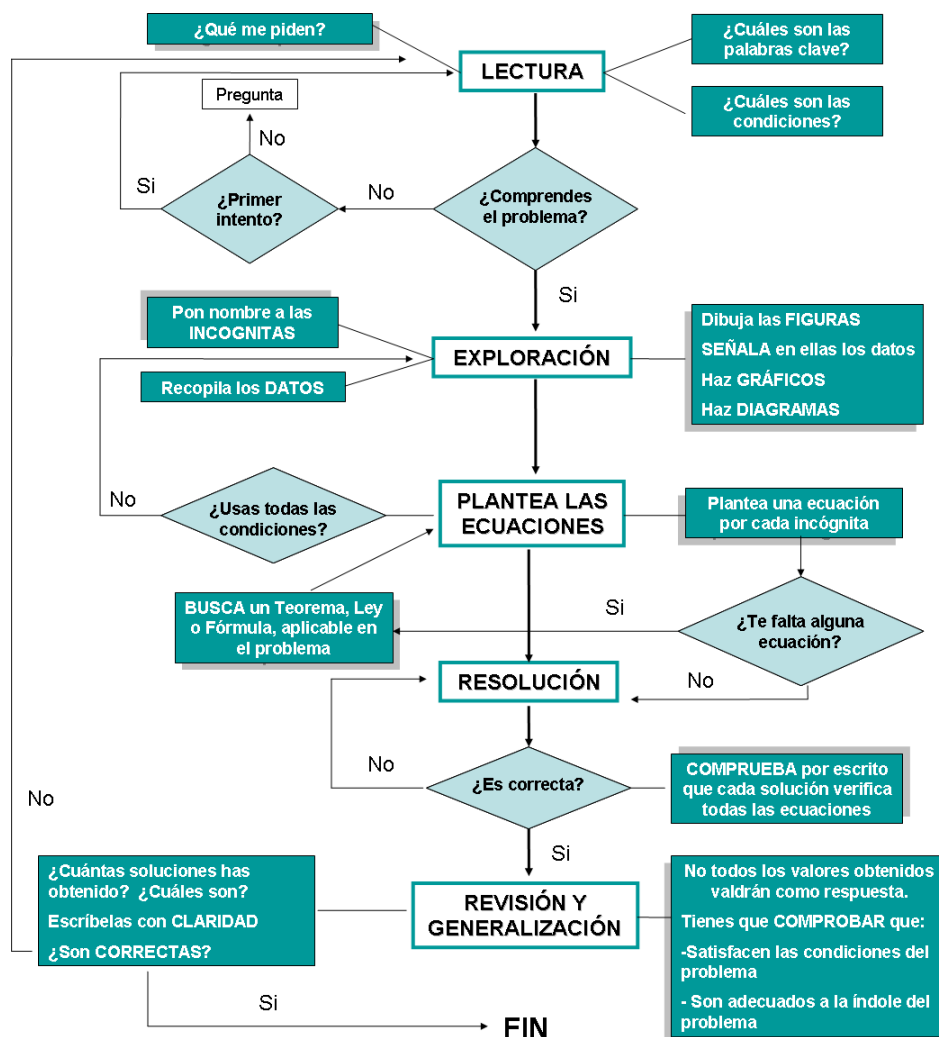 ¿Qué me piden?
LECTURA
¿Cuáles son las
palabras clave?
¿Cuáles son las
condiciones?
Pregunta
No
Si
¿Primer
intento?
No
¿Comprendes
el problema?
Si
Pon nombre a las
INCOGNITAS
Recopila los DATOS
EXPLORACIÓN
Dibuja las FIGURAS
SEÑALA en ellas los datos
Haz GRÁFICOS
Haz DIAGRAMAS
No
¿Usas todas las
condiciones?
PLANTEA LAS
ECUACIONES
Plantea una ecuación
por cada incógnita
BUSCA un Teorema, Ley
o Fórmula, aplicable en
el problema
Si
¿Te falta alguna
ecuación?
No
RESOLUCIÓN
No
¿Es correcta?
COMPRUEBA por escrito
que cada solución verifica
todas las ecuaciones
No
Si
¿Cuántas soluciones has
obtenido? ¿Cuáles son?
Escríbelas con CLARIDAD
¿Son CORRECTAS?
REVISIÓN Y
GENERALIZACIÓN
No todos los valores obtenidos
valdrán como respuesta.
Tienes que COMPROBAR que:
-Satisfacen las condiciones del
problema
- Son adecuados a la índole del
problema
Si
FIN